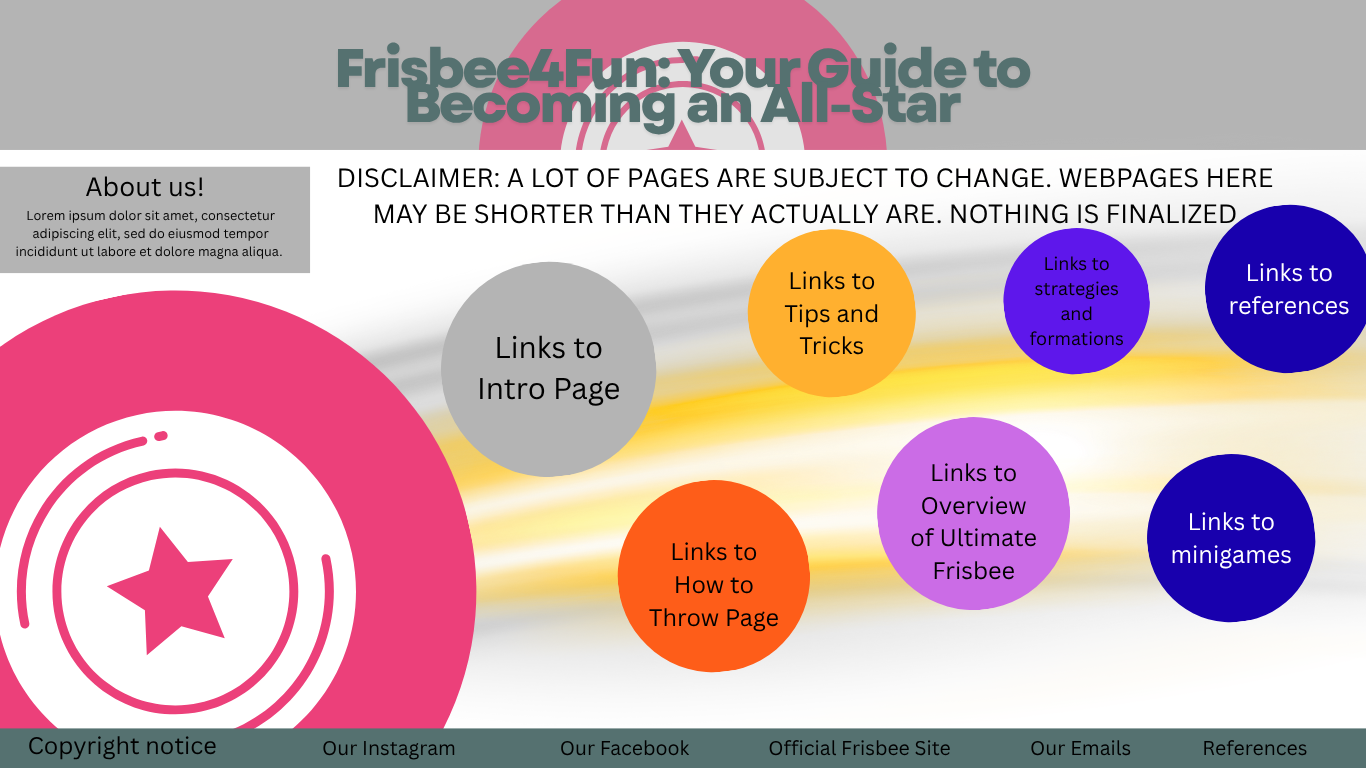 Frisbee4Fun: Your Guide to
Becoming an All-Star
About us!
Lorem ipsum dolor sit amet, consectetur
adipiscing elit, sed do eiusmod tempor
incididunt ut labore et dolore magna aliqua.
DISCLAIMER: A LOT OF PAGES ARE SUBJECT TO CHANGE. WEBPAGES HERE
MAY BE SHORTER THAN THEY ACTUALLY ARE. NOTHING IS FINALIZED
Links to
Intro Page
Links to
Tips and
Tricks
Links to
strategies
and
formations
Links to
references
Links to
How to
Throw Page
Links to
Overview
of Ultimate
Frisbee
Links to
minigames
Copyright notice
Our Instagram
Our Facebook
Official Frisbee Site
Our Emails
References